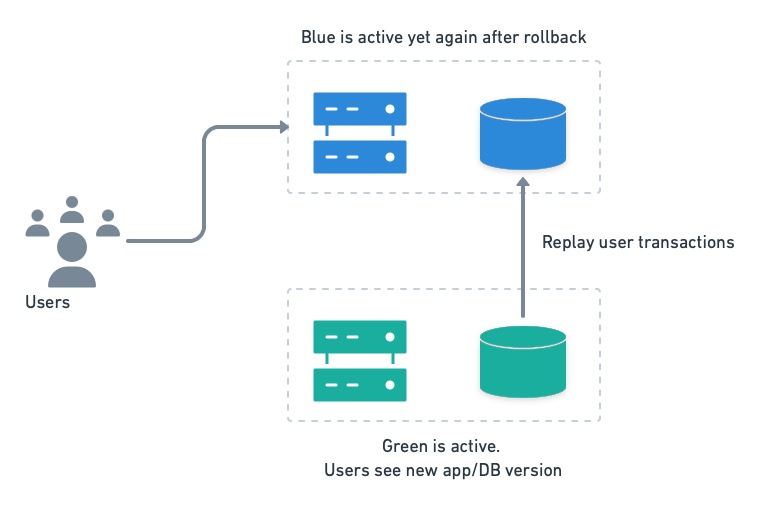 Blue is active yet again after rollback
Replay user transactions
Users
Green is active.
Users see new app/DB version